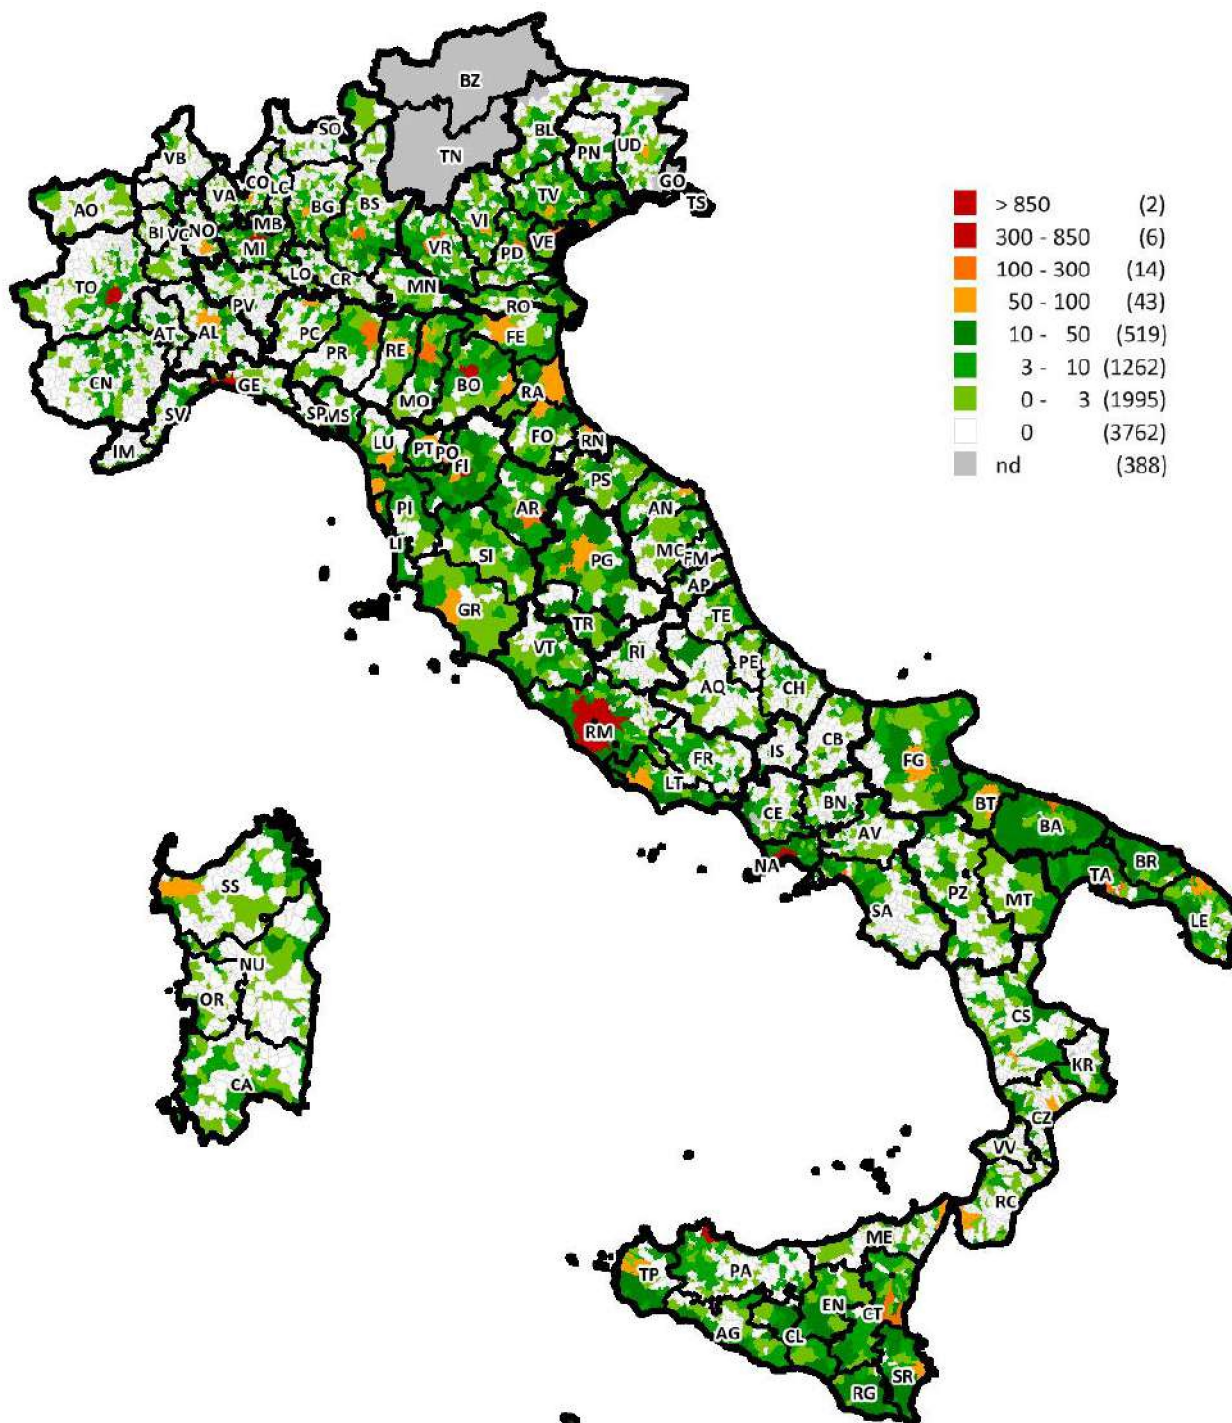 BZ
SO
BL
UD
VB
TN
PN
GO
CO
LC
TS
VA
TV
AO
BG
BS
VI
MB
BI
VC
NO
MI
VR
PD
VE
LO
CR
TO
MN
PV
RO
AT
AL
PC
FE
PR
RE
CN
GE
BO
RA
MO
SV
SP
MS
FO
RN
IM
LU
PT
PO
FI
PS
PI
AR
AN
LI
SI
PG
MC
FM
AP
GR
TR
TE
VT
RI
PE
AQ
CH
RM
CB
IS
FR
FG
LT
CE
BN
BT
AV
BA
NA
BR
TA
SA
PZ
MT
LE
SS
NU
OR
CS
CA
KR
CZ
VV
RC
ME
TP
PA
EN
CT
AG
CL
SR
RG
> 850 (2)
300 - 850 (6)
100 - 300 (14)
50 - 100 (43)
10 - 50 (519)
3 - 10 (1262)
0 - 3 (1995)
0 (3762)
nd (388)